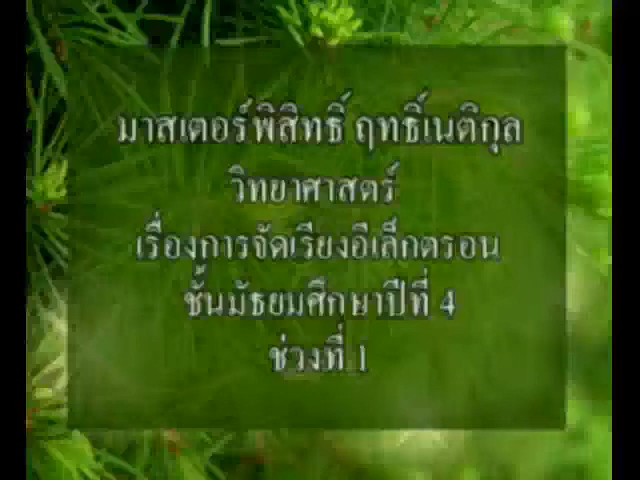 มาสเตอร์พิสิทธิ์ ฤทธิ์เนติกุล
วิทยาศาสตร์
เรื่องการจัดเรียงอีเล็กตรอน
ชั้นมัธยมศึกษาปีที่ 4
ช่วงที่ 1